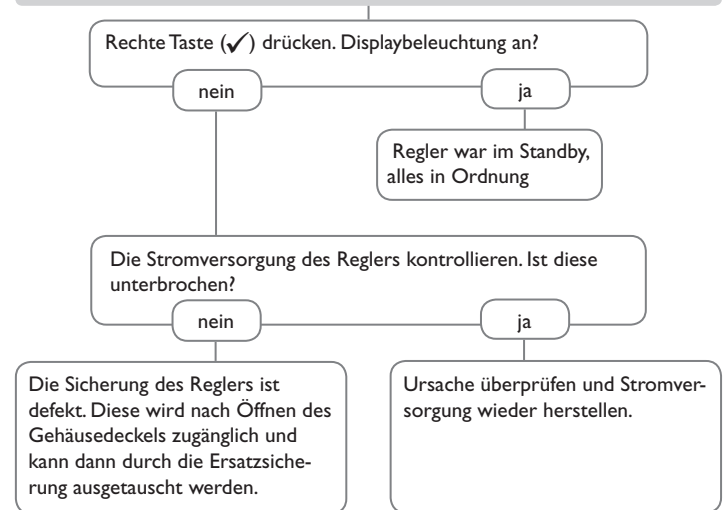 Rechte Taste (✓) drücken. Displaybeleuchtung an?
nein
ja
Regler war im Standby,
alles in Ordnung
Die Stromversorgung des Reglers kontrollieren. Ist diese
unterbrochen?
nein
ja
Die Sicherung des Reglers ist
defekt. Diese wird nach Öffnen des
Gehäusedeckels zugänglich und
kann dann durch die Ersatzsiche-
rung ausgetauscht werden.
Ursache überprüfen und Stromver-
sorgung wieder herstellen.